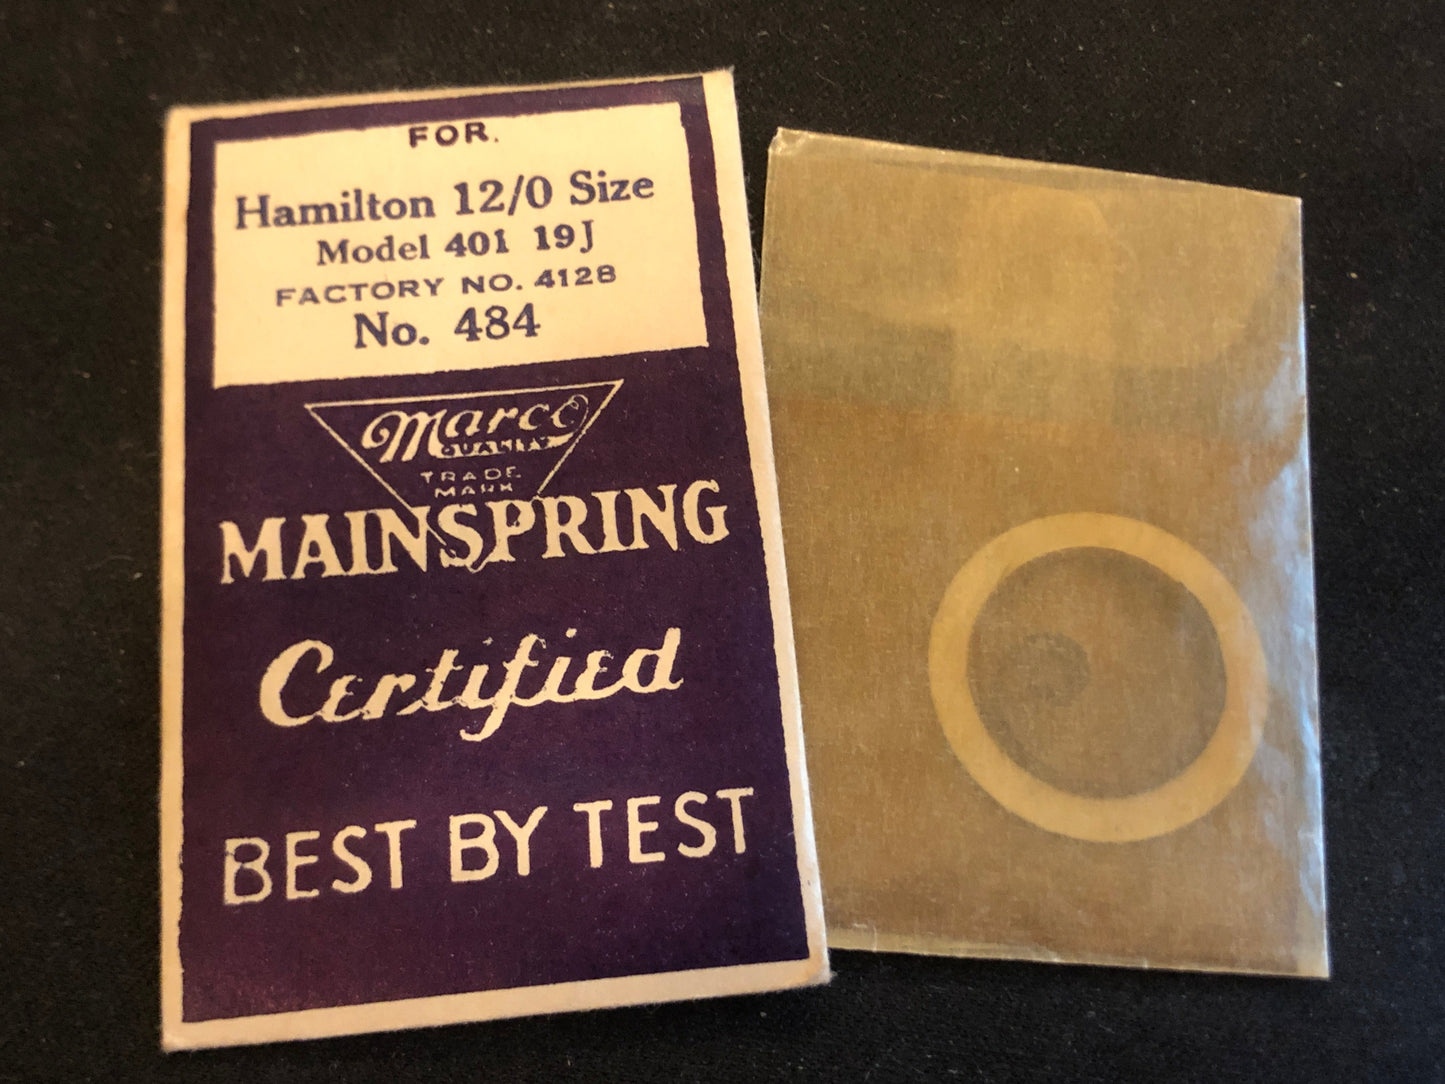 FOR.
Hamilton 12/0 Size
Model 401 19J
FACTORY NO. 4128
No. 484
Marco
QUALITY
TRADE
MARK
MAINSPRING
Certified
BEST BY TEST